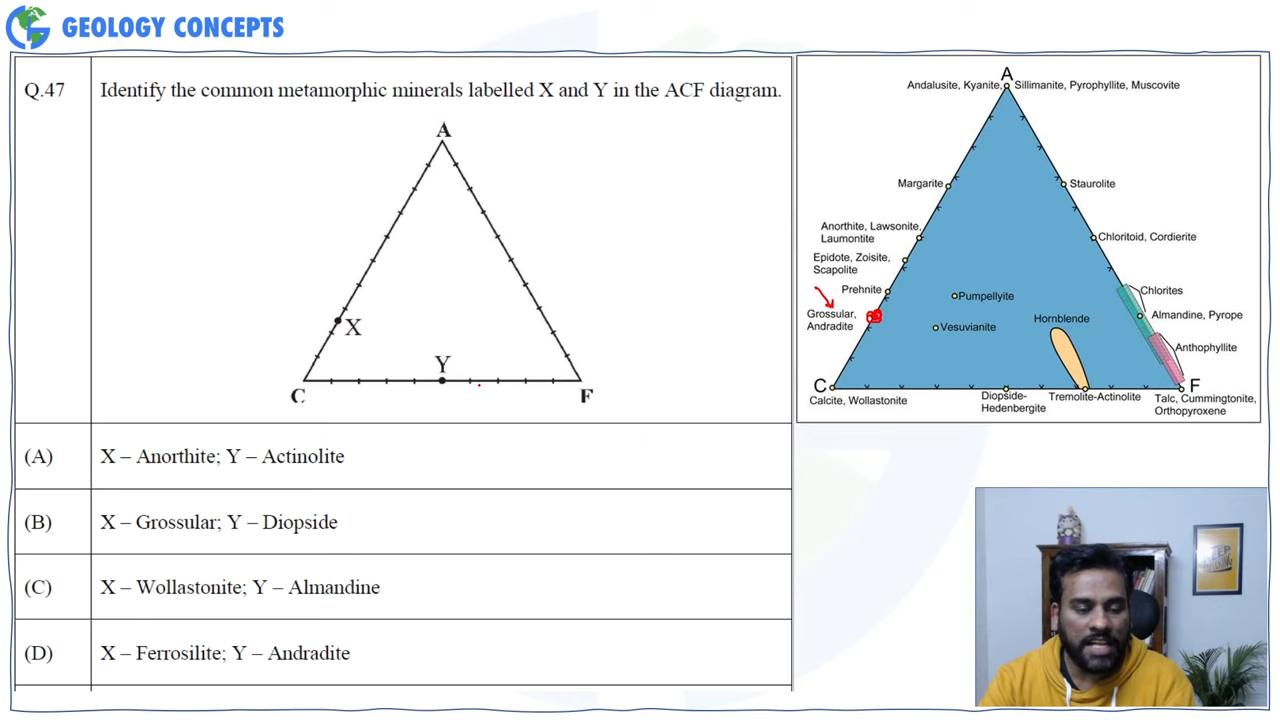 GEOLOGY CONCEPTS
Q.47
Identify the common metamorphic minerals labelled X and Y in the ACF diagram.
A
X
Y
C
F
(A)
X – Anorthite; Y – Actinolite
(B)
X – Grossular; Y – Diopside
(C)
X – Wollastonite; Y – Almandine
(D)
X – Ferrosilite; Y – Andradite
A
Andalusite, Kyanite, Sillimanite, Pyrophyllite, Muscovite
Margarite
Staurolite
Anorthite, Lawsonite,
Laumontite
Chloritoid, Cordierite
Epidote, Zoisite,
Scapolite
Prehnite
Pumpellyite
Chlorites
Grossular,
Andradite
Almandine, Pyrope
Hornblende
Vesuvianite
Anthophyllite
C
F
Calcite, Wollastonite
Diopside-
Hedenbergite
Tremolite-Actinolite
Talc, Cummingtonite,
Orthopyroxene